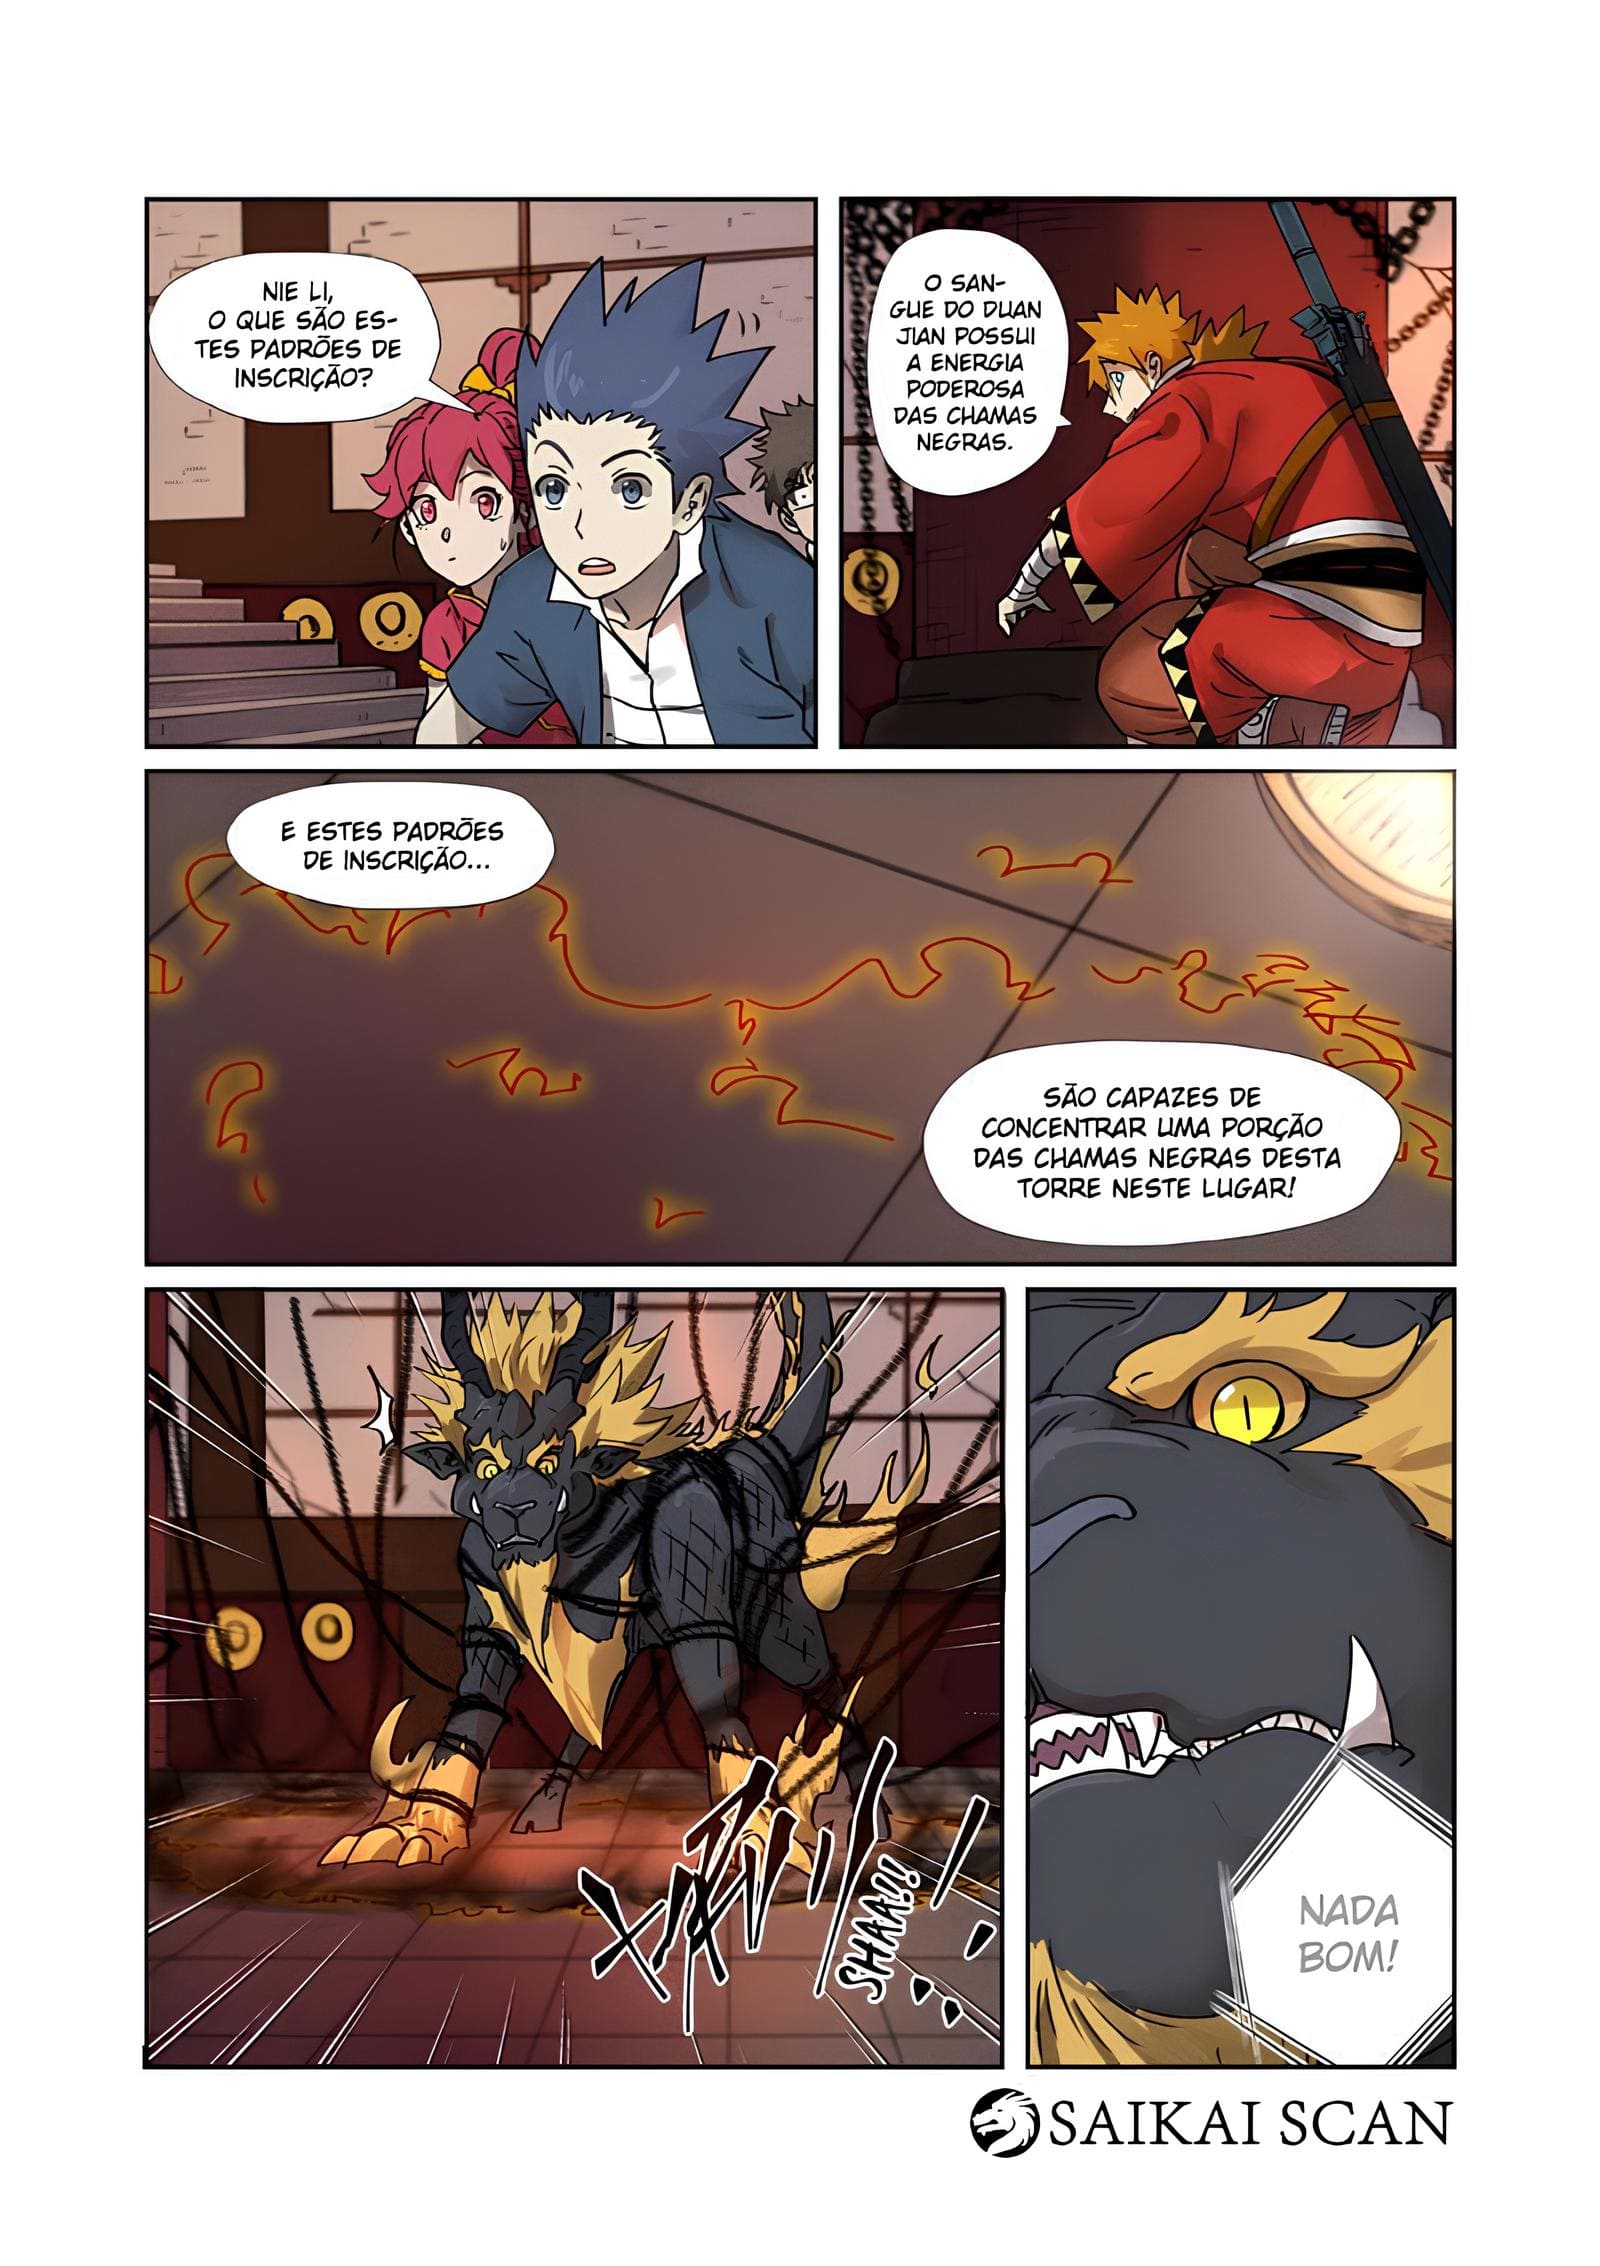 NIE LI,
O QUE SÃO ES-
TES PADRÕES DE
INSCRIÇÃO?
O SAN-
GUE DO DUAN
JIAN POSSUI
A ENERGIA
PODEROSA
DAS CHAMAS
NEGRAS.
E ESTES PADRÕES
DE INSCRIÇÃO...
SÃO CAPAZES DE
CONCENTRAR UMA PORÇÃO
DAS CHAMAS NEGRAS DESTA
TORRE NESTE LUGAR!
SHAAA!!
NADA
BOM!
SAIKAI SCAN